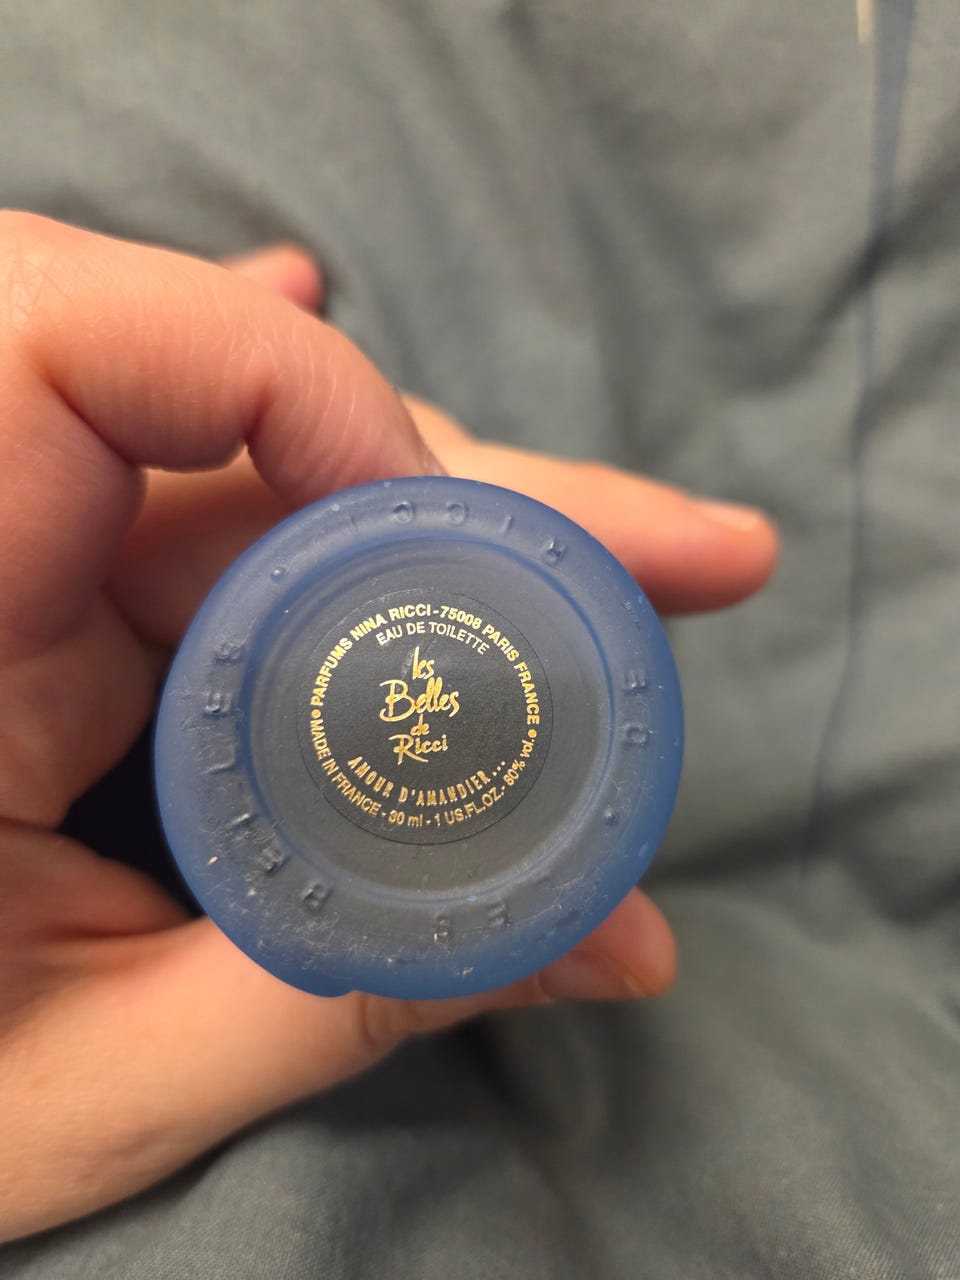 • PARFUMS NINA RICCI - 75008 PARIS FRANCE •
EAU DE TOILETTE
les
Belles
de
Ricci
AMOUR D'AMANDIER...
MADE IN FRANCE - 30 ml - 1 US.FL.OZ. - 80% vol.
LES BELLES • DE RICCI •